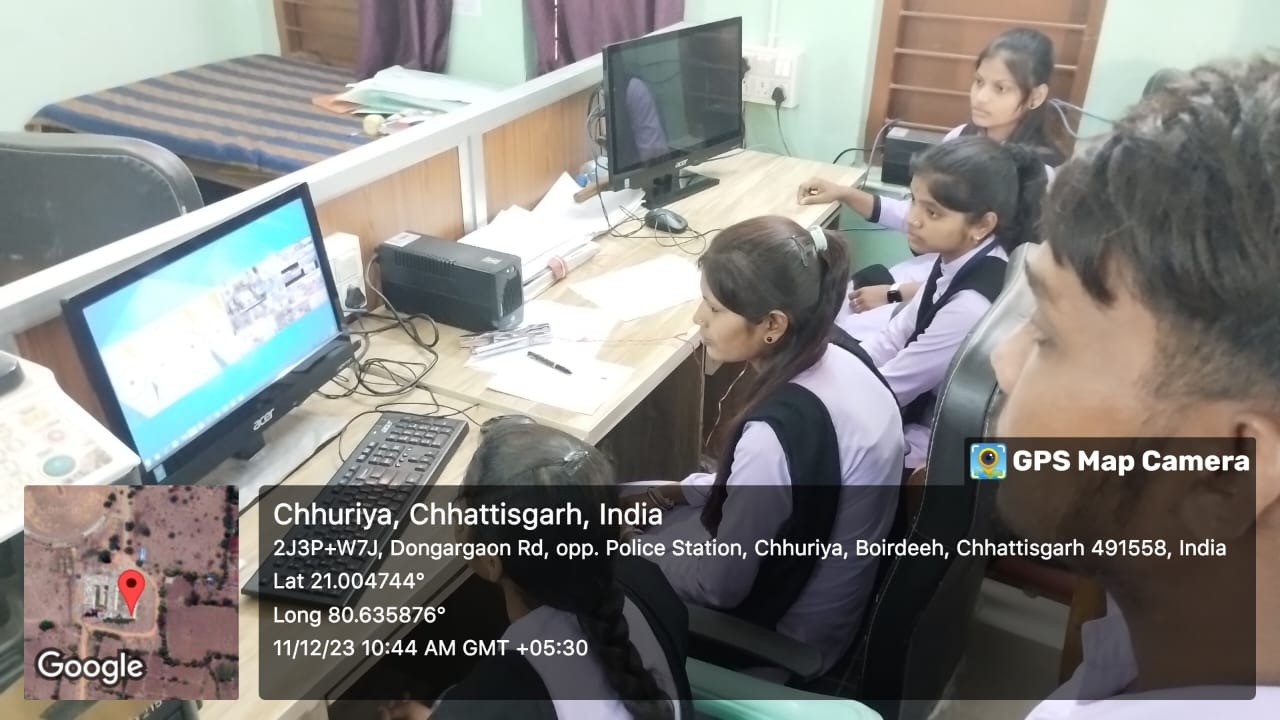 acer
acer
GPS Map Camera
Chhuriya, Chhattisgarh, India
2J3P+W7J, Dongargaon Rd, opp. Police Station, Chhuriya, Boirdeeh, Chhattisgarh 491558, India
Lat 21.004744°
Long 80.635876°
11/12/23 10:44 AM GMT +05:30
Google